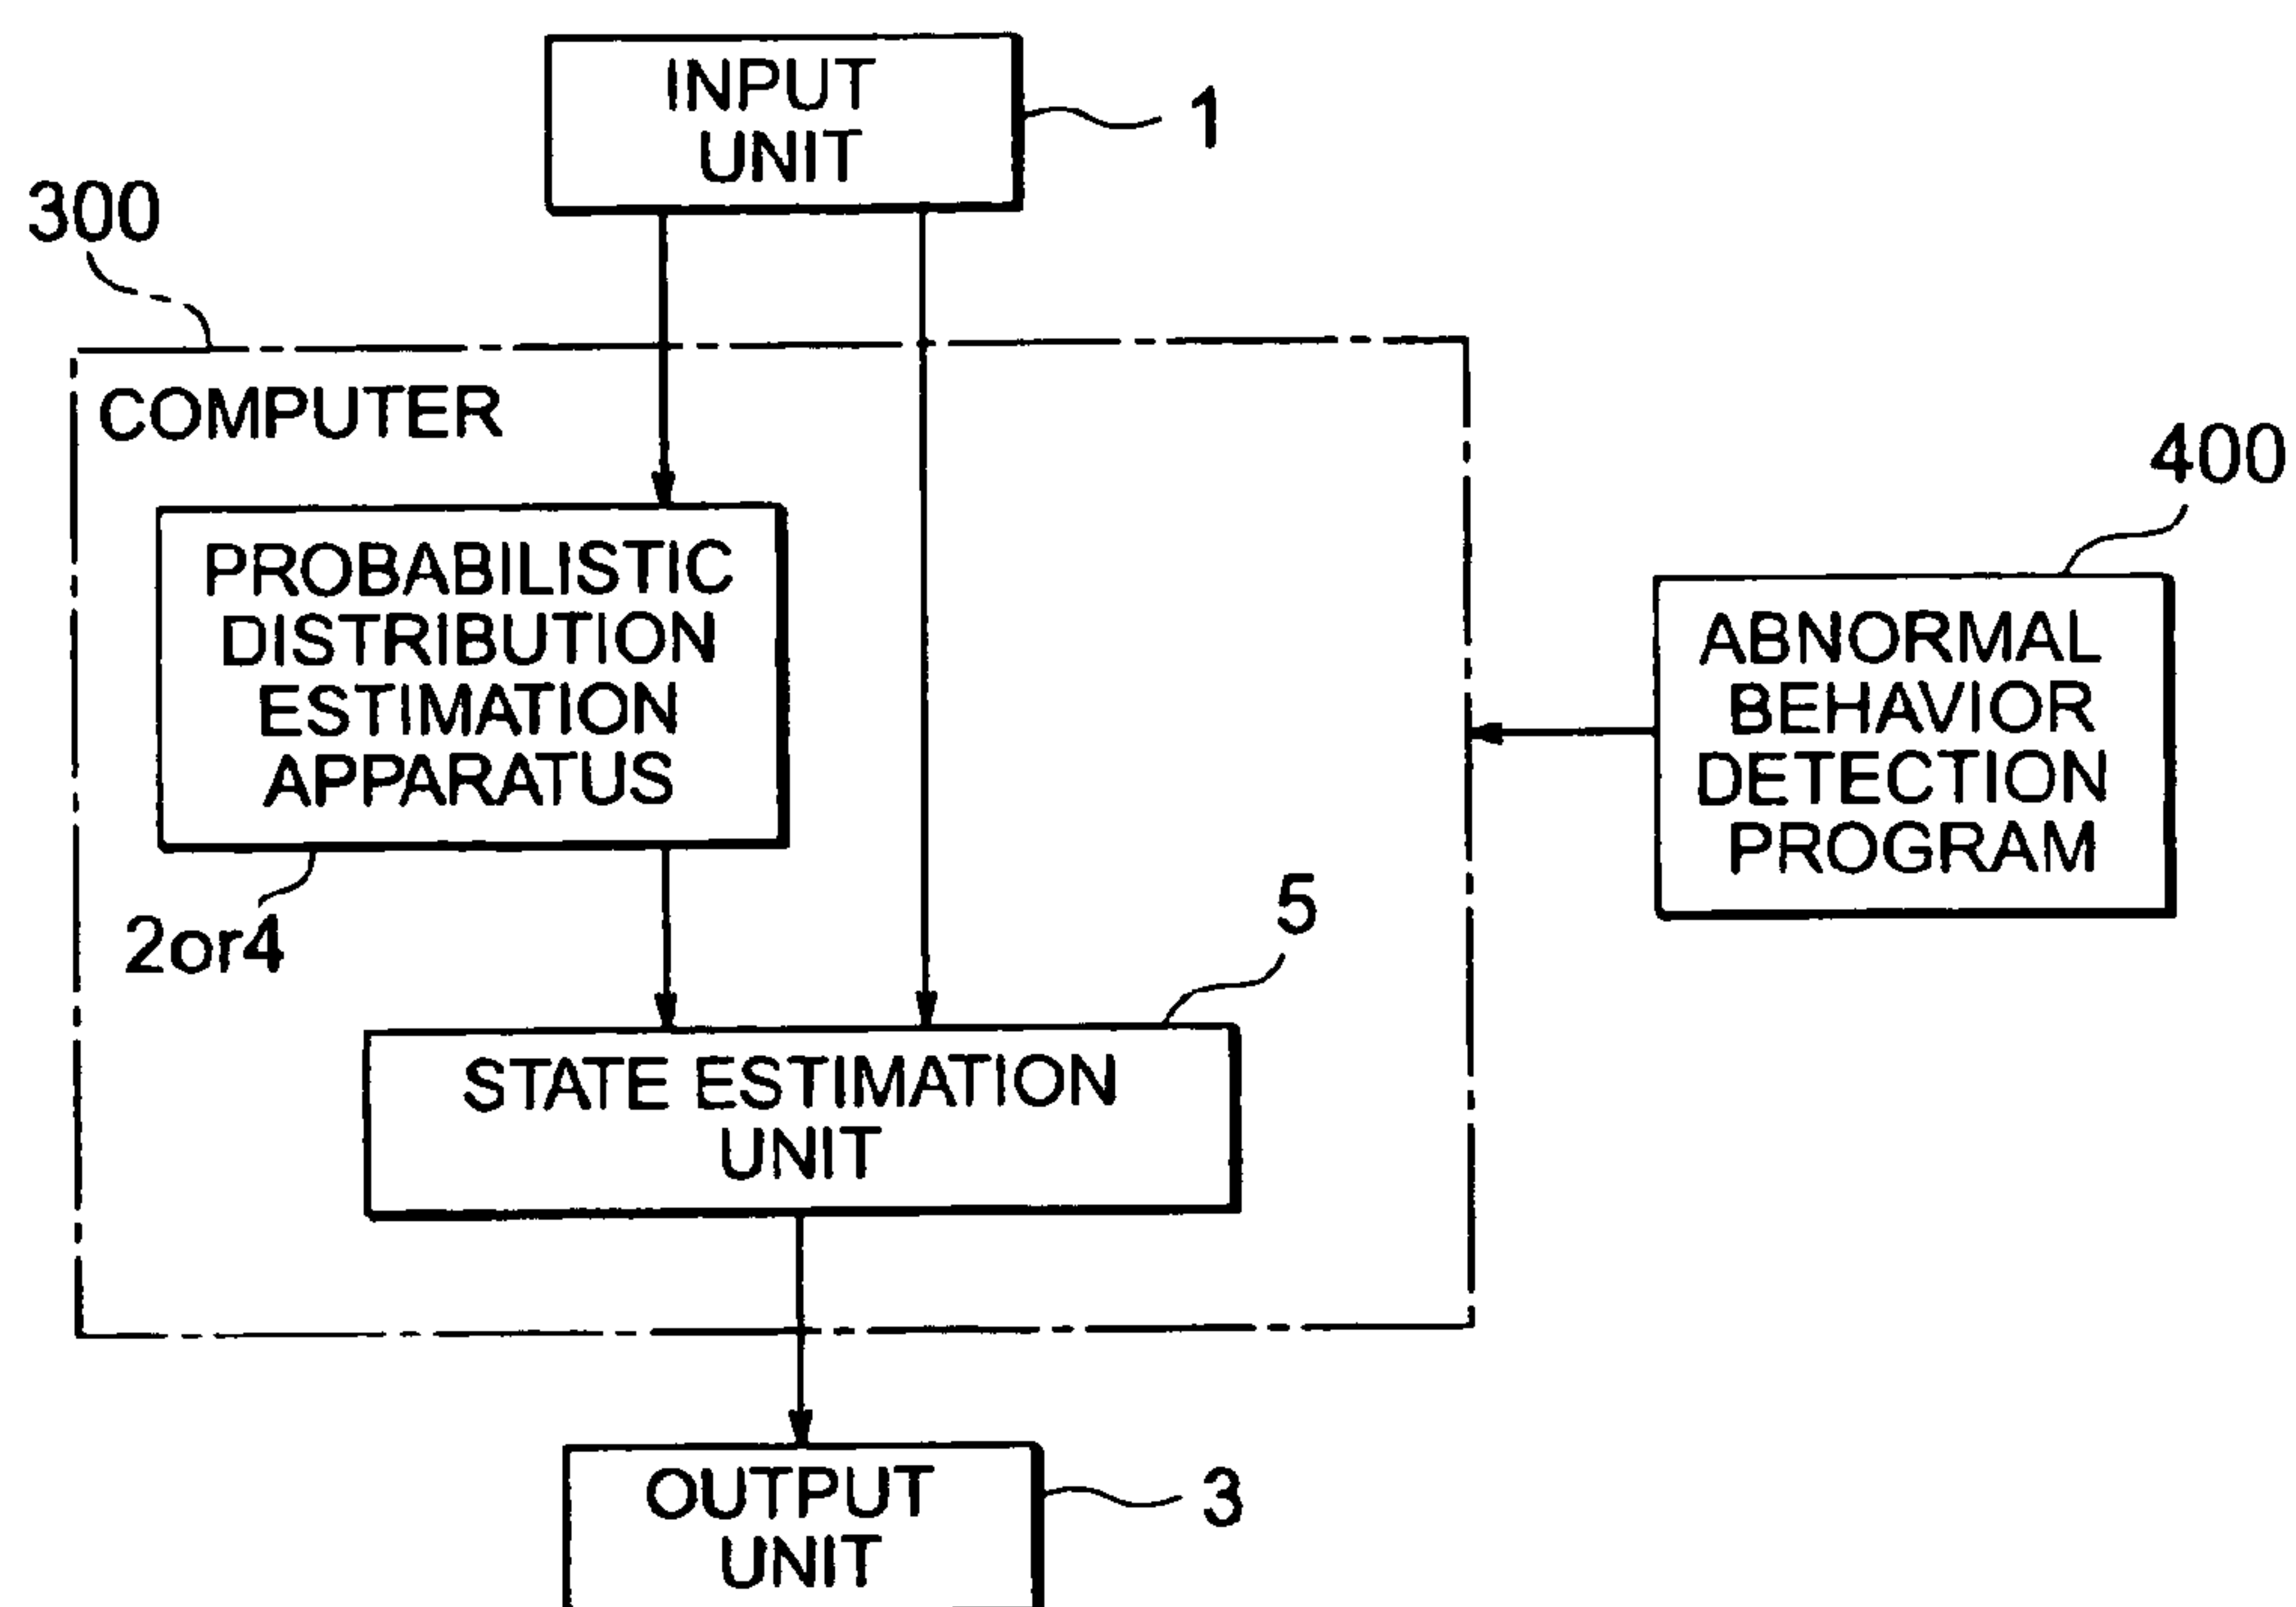 INPUT
UNIT
1
300
COMPUTER
400
PROBABILISTIC
DISTRIBUTION
ESTIMATION
APPARATUS
ABNORMAL
BEHAVIOR
DETECTION
PROGRAM
2or4
5
STATE ESTIMATION
UNIT
OUTPUT
UNIT
3